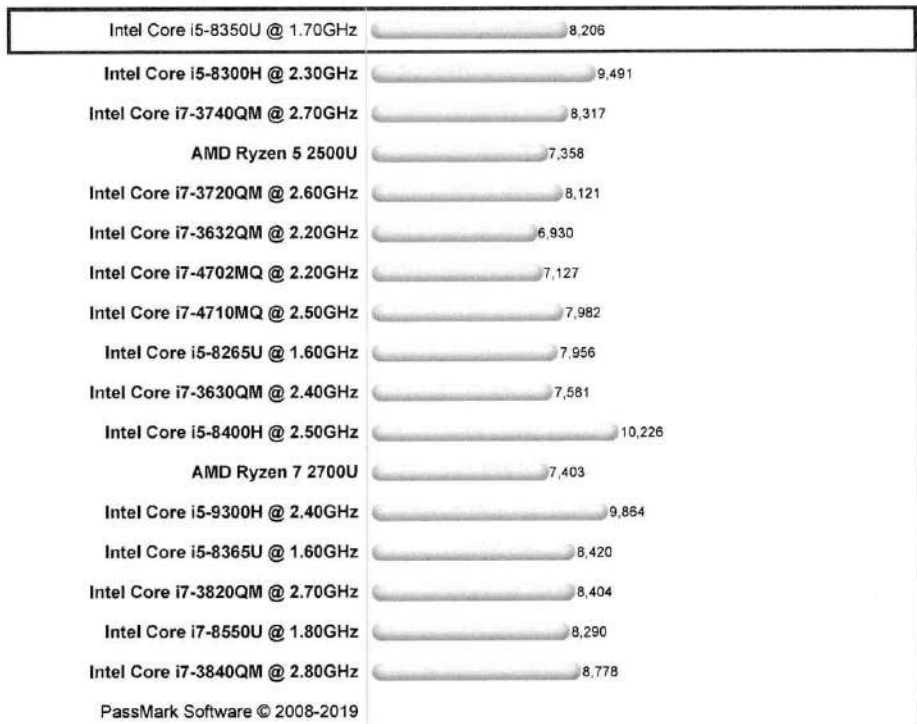 Intel Core i5-8350U @ 1.70GHz 8,206
Intel Core i5-8300H @ 2.30GHz 9,491
Intel Core i7-3740QM @ 2.70GHz 8,317
AMD Ryzen 5 2500U 7,358
Intel Core i7-3720QM @ 2.60GHz 8,121
Intel Core i7-3632QM @ 2.20GHz 6,930
Intel Core i7-4702MQ @ 2.20GHz 7,127
Intel Core i7-4710MQ @ 2.50GHz 7,982
Intel Core i5-8265U @ 1.60GHz 7,956
Intel Core i7-3630QM @ 2.40GHz 7,581
Intel Core i5-8400H @ 2.50GHz 10,226
AMD Ryzen 7 2700U 7,403
Intel Core i5-9300H @ 2.40GHz 9,864
Intel Core i5-8365U @ 1.60GHz 8,420
Intel Core i7-3820QM @ 2.70GHz 8,404
Intel Core i7-8550U @ 1.80GHz 8,290
Intel Core i7-3840QM @ 2.80GHz 8,778
PassMark Software © 2008-2019